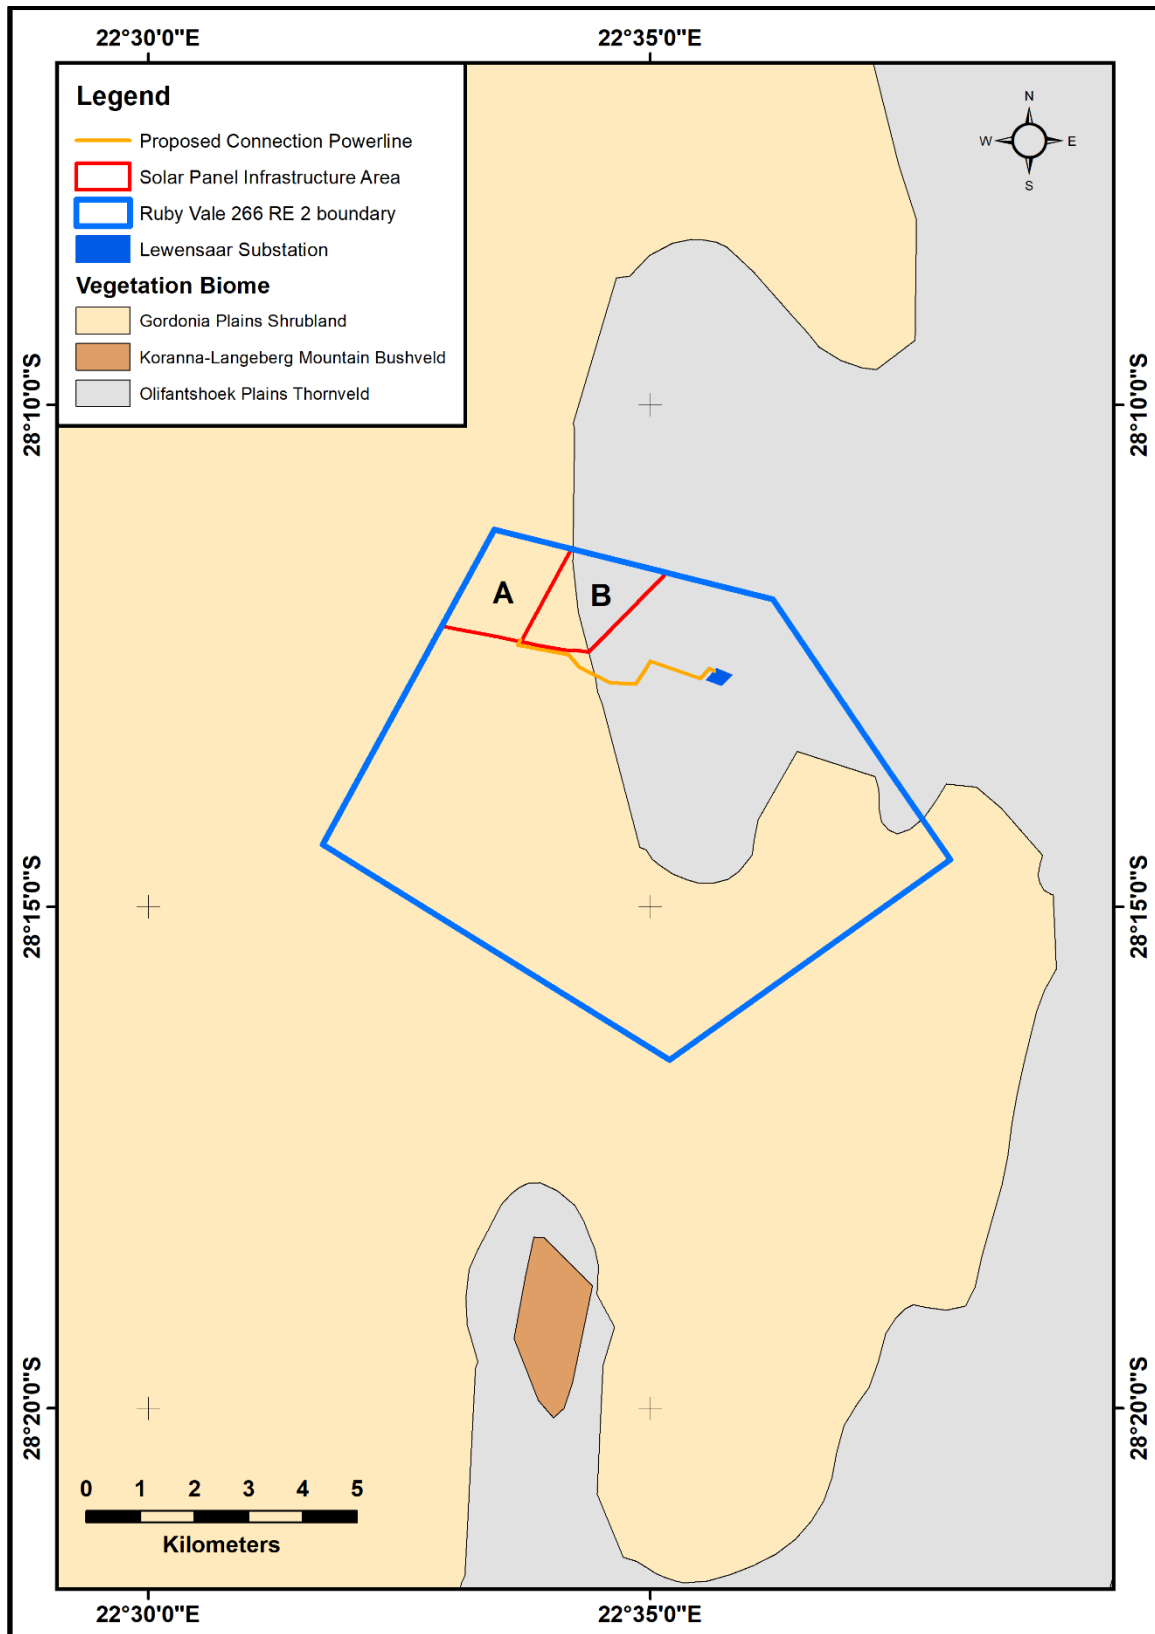 22°30'0"E 22°35'0"E
Legend
Proposed Connection Powerline
Solar Panel Infrastructure Area
Ruby Vale 266 RE 2 boundary
Lewensaar Substation
Vegetation Biome
Gordonia Plains Shrubland
Koranna-Langeberg Mountain Bushveld
Olifantshoek Plains Thornveld
N
W E
S
28°10'0"S 28°10'0"S
A B
28°15'0"S 28°15'0"S
28°20'0"S 28°20'0"S
0 1 2 3 4 5
Kilometers
22°30'0"E 22°35'0"E